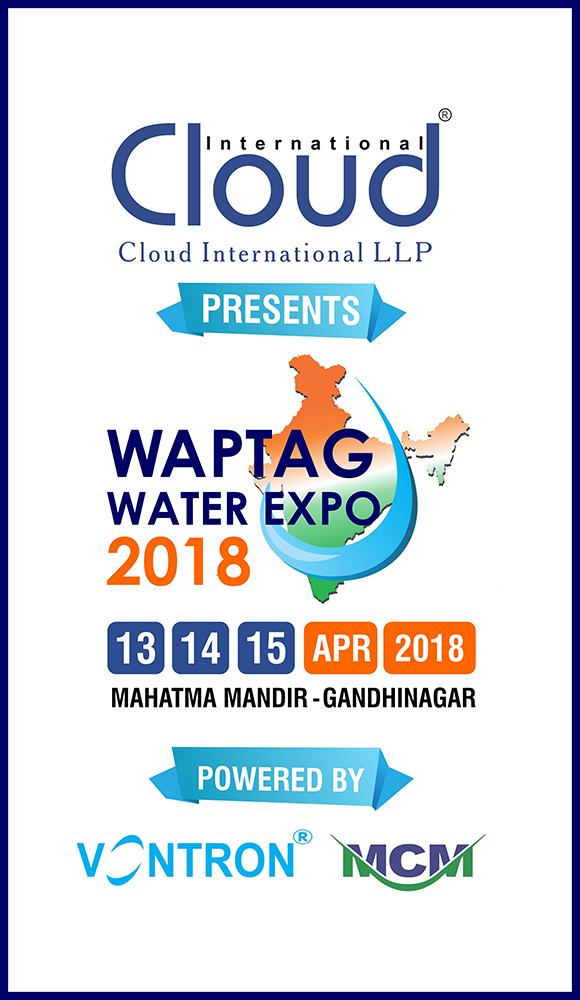 International
Cloud®
Cloud International LLP
PRESENTS
WAPTAG
WATER EXPO
2018
13 14 15 APR 2018
MAHATMA MANDIR - GANDHINAGAR
POWERED BY
VONTRON® MCM